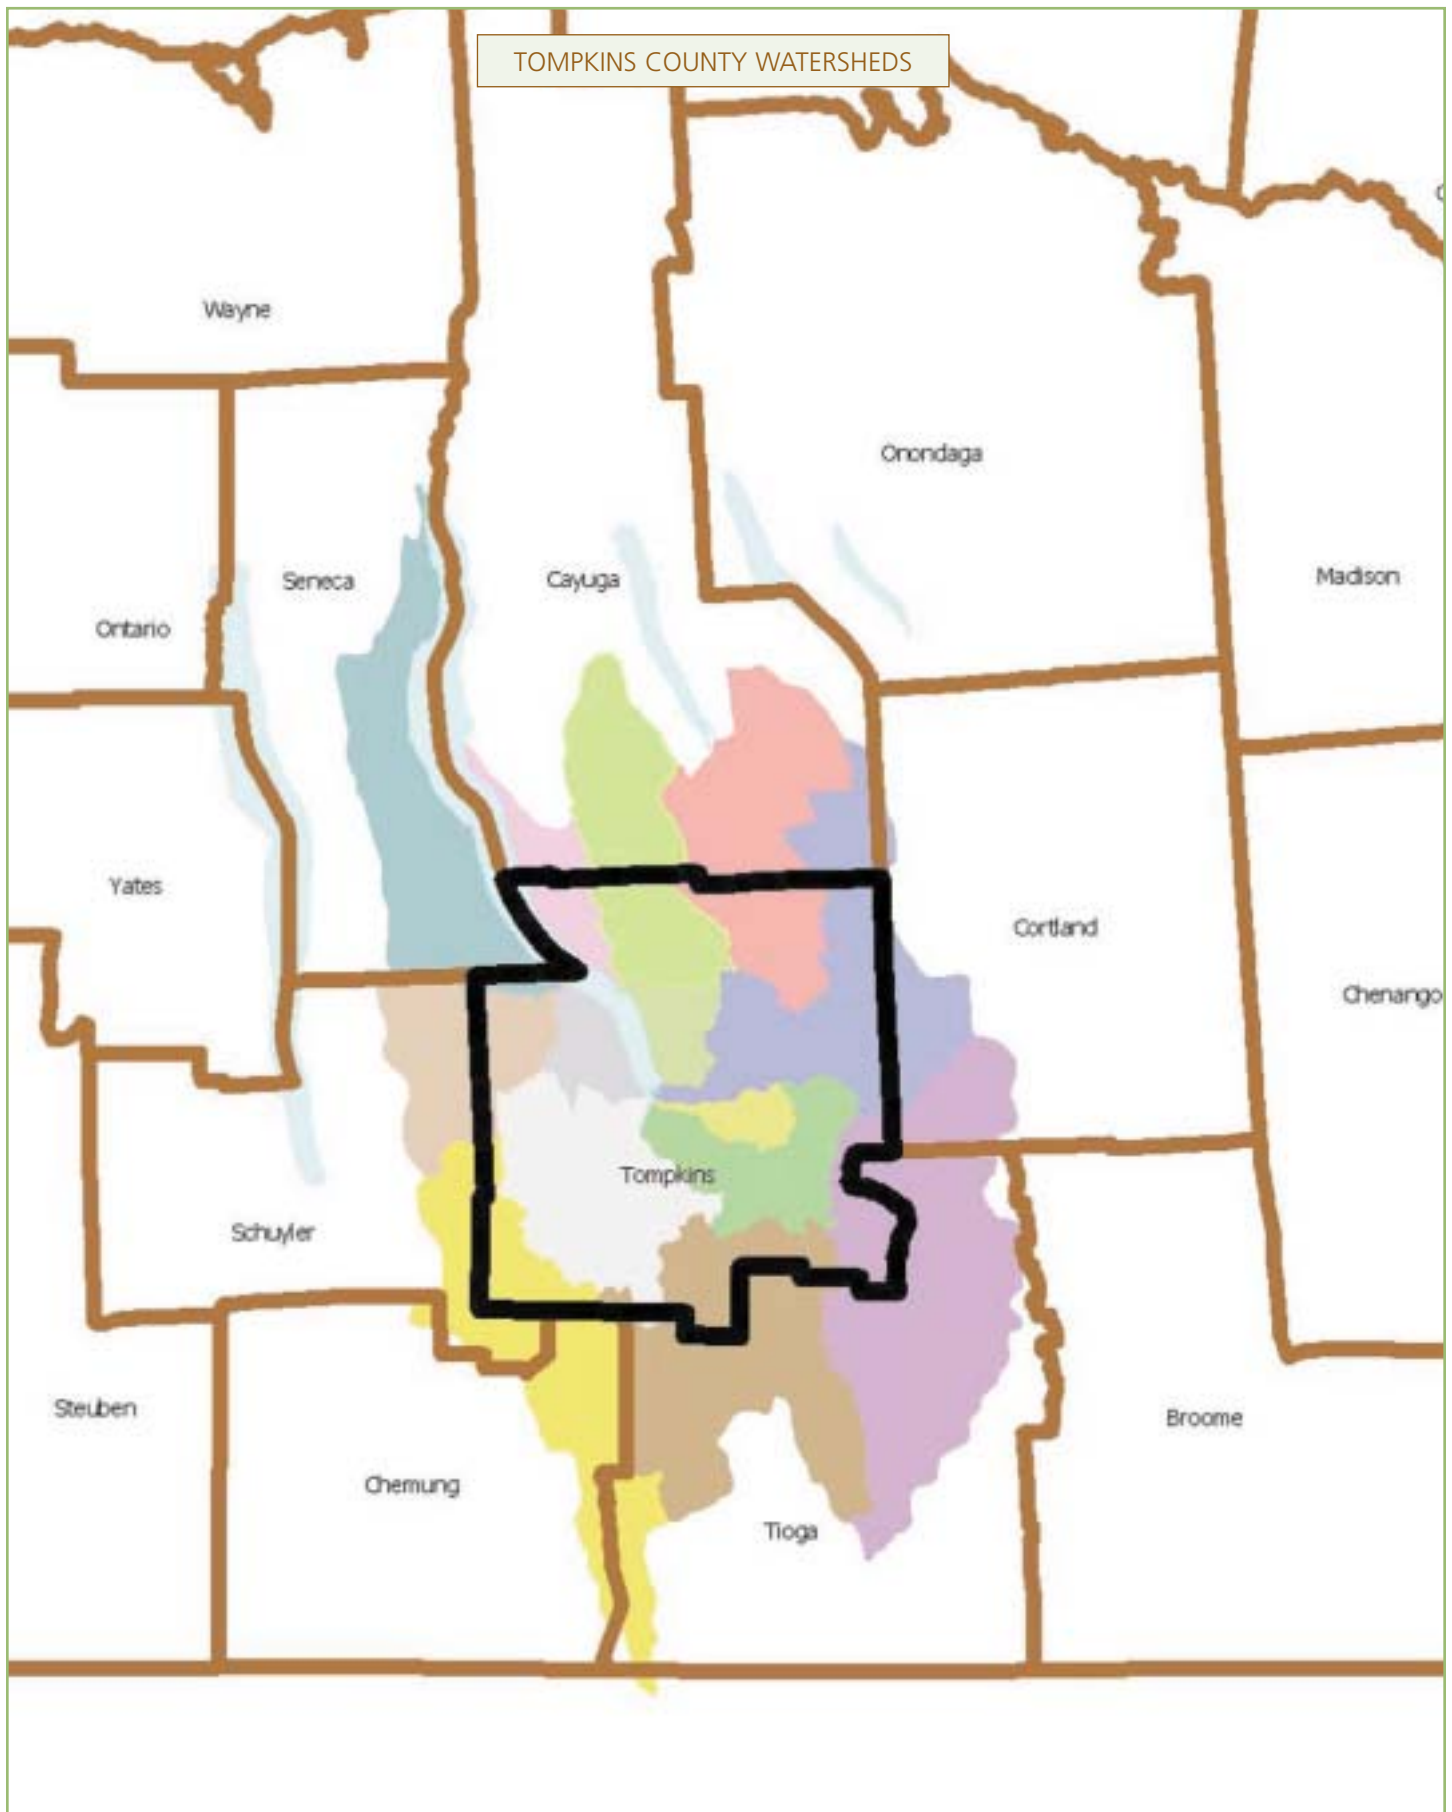 TOMPKINS COUNTY WATERSHEDS
Wayne
Onondaga
Seneca
Cayuga
Madison
Ontario
Yates
Cortland
Chenango
Tompkins
Schuyler
Steuben
Broome
Chemung
Tioga